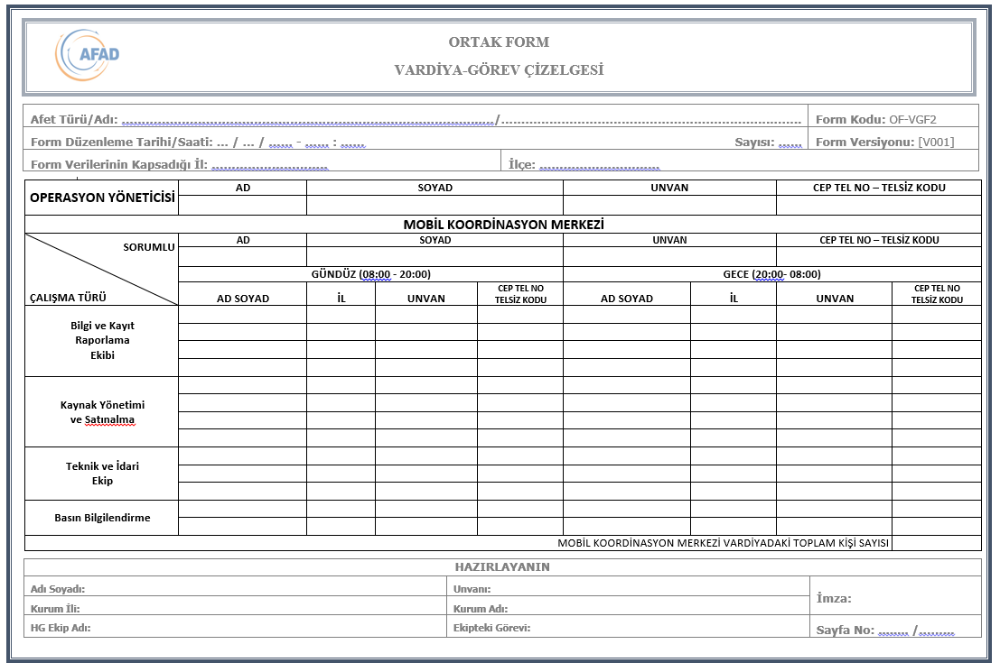 AFAD
ORTAK FORM
VARDİYA-GÖREV ÇİZELGESİ
Afet Türü/Adı: ................................................................................/................................................................................
Form Kodu: OF-VGF2
Form Düzenleme Tarihi/Saati: ... / ... / ...... - ...... : ......
Sayısı: ......
Form Versiyonu: [V001]
Form Verilerinin Kapsadığı İl: .............................
İlçe: .............................
OPERASYON YÖNETİCİSİ
AD
SOYAD
UNVAN
CEP TEL NO – TELSİZ KODU
MOBİL KOORDİNASYON MERKEZİ
SORUMLU
ÇALIŞMA TÜRÜ
AD
SOYAD
UNVAN
CEP TEL NO – TELSİZ KODU
GÜNDÜZ (08:00 - 20:00)
GECE (20:00- 08:00)
AD SOYAD
İL
UNVAN
CEP TEL NO
TELSİZ KODU
AD SOYAD
İL
UNVAN
CEP TEL NO
TELSİZ KODU
Bilgi ve Kayıt
Raporlama
Ekibi
Kaynak Yönetimi
ve Satınalma
Teknik ve İdari
Ekip
Basın Bilgilendirme
MOBİL KOORDİNASYON MERKEZİ VARDİYADAKİ TOPLAM KİŞİ SAYISI
HAZIRLAYANIN
Adı Soyadı:
Unvanı:
İmza:
Kurum İli:
Kurum Adı:
HG Ekip Adı:
Ekipteki Görevi:
Sayfa No: ........ /.........